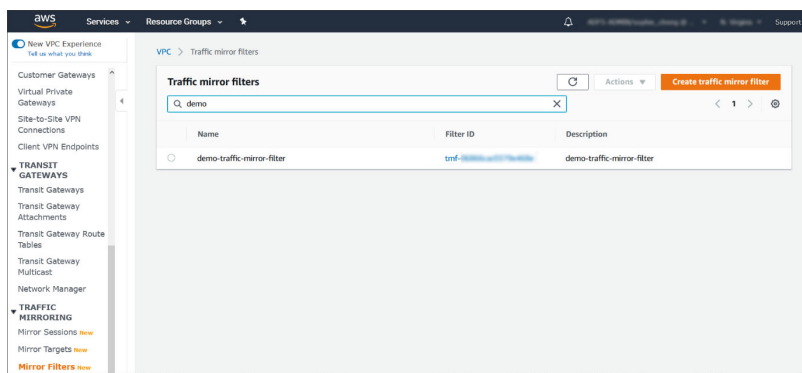 aws Services Resource Groups Support
New VPC Experience
Tell us what you think
Customer Gateways
Virtual Private
Gateways
Site-to-Site VPN
Connections
Client VPN Endpoints
TRANSIT
GATEWAYS
Transit Gateways
Transit Gateway
Attachments
Transit Gateway Route
Tables
Transit Gateway
Multicast
Network Manager
TRAFFIC
MIRRORING
Mirror Sessions New
Mirror Targets New
Mirror Filters New
VPC > Traffic mirror filters
Traffic mirror filters Actions Create traffic mirror filter
demo 1
Name Filter ID Description
demo-traffic-mirror-filter tmf- demo-traffic-mirror-filter